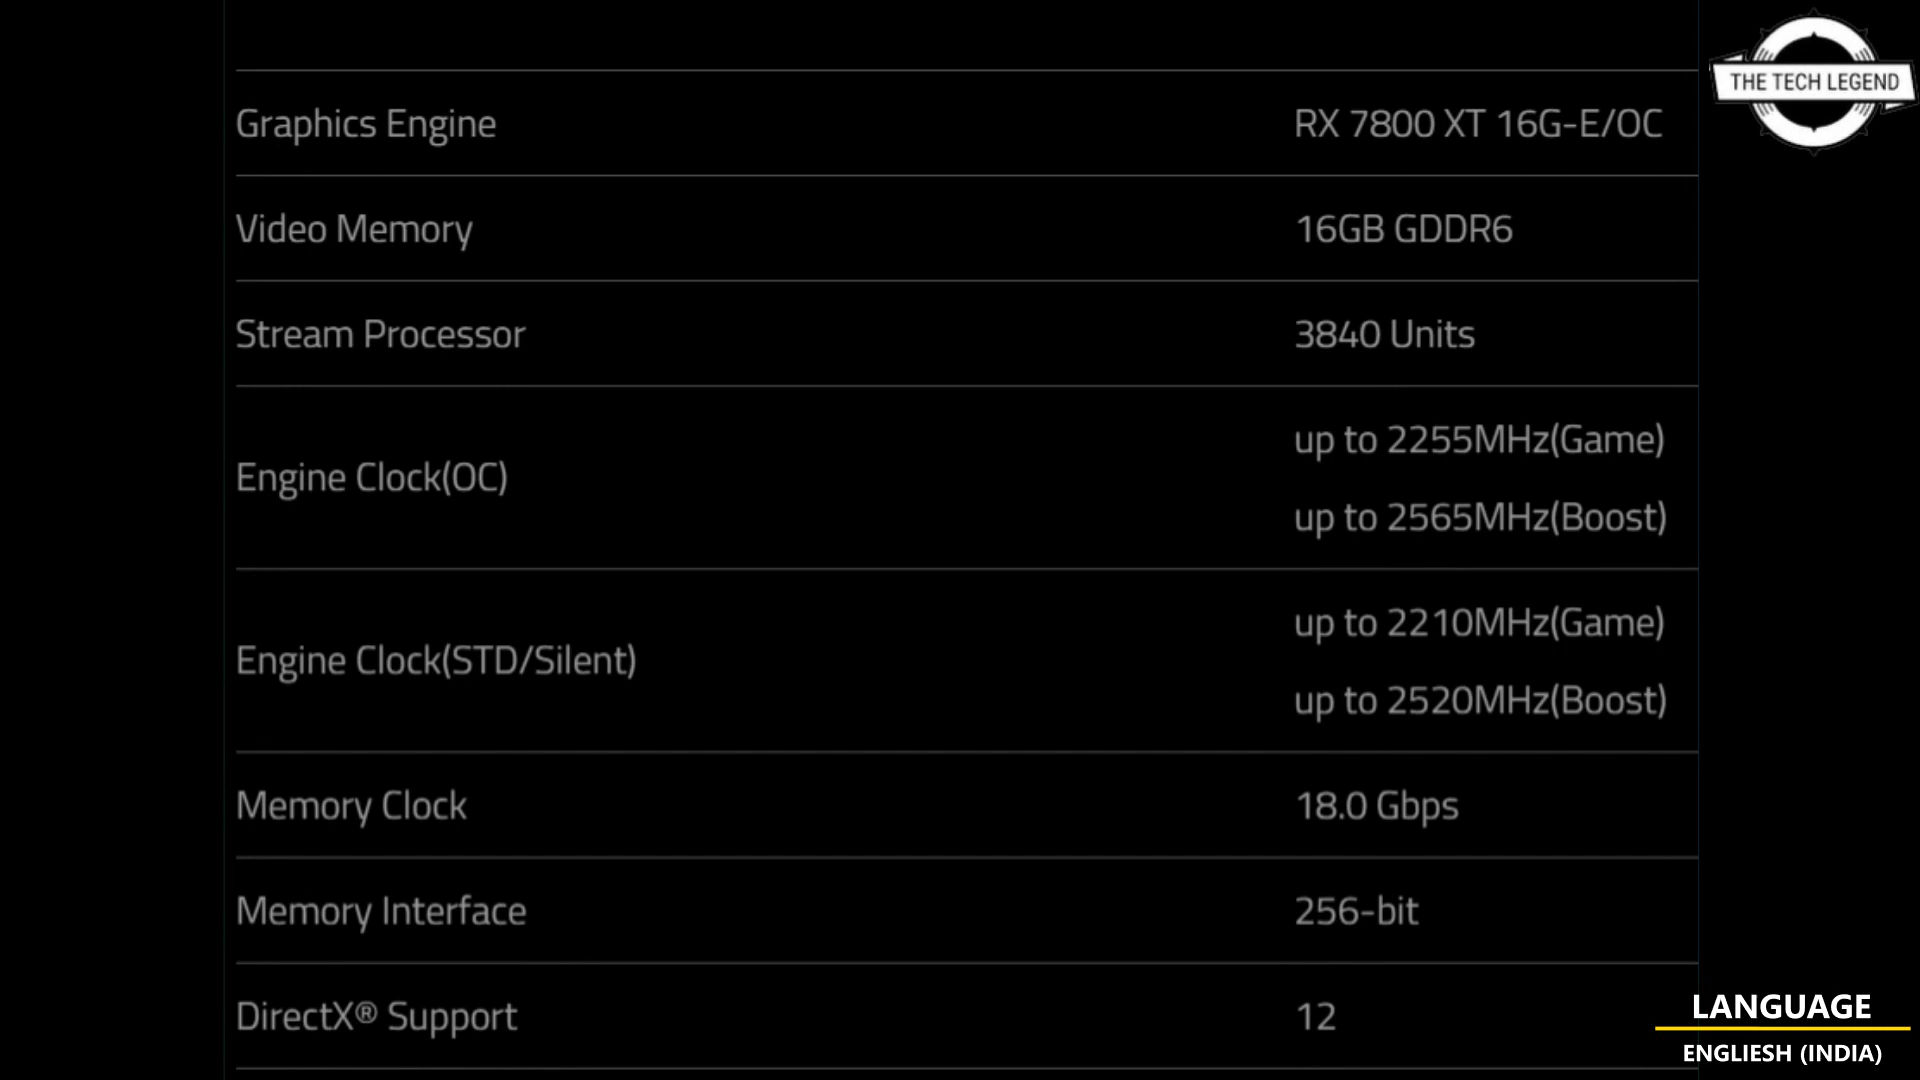 THE TECH LEGEND
Graphics Engine RX 7800 XT 16G-E/OC
Video Memory 16GB GDDR6
Stream Processor 3840 Units
Engine Clock(OC) up to 2255MHz(Game)
up to 2565MHz(Boost)
Engine Clock(STD/Silent) up to 2210MHz(Game)
up to 2520MHz(Boost)
Memory Clock 18.0 Gbps
Memory Interface 256-bit
DirectX® Support 12
LANGUAGE
ENGLIESH (INDIA)